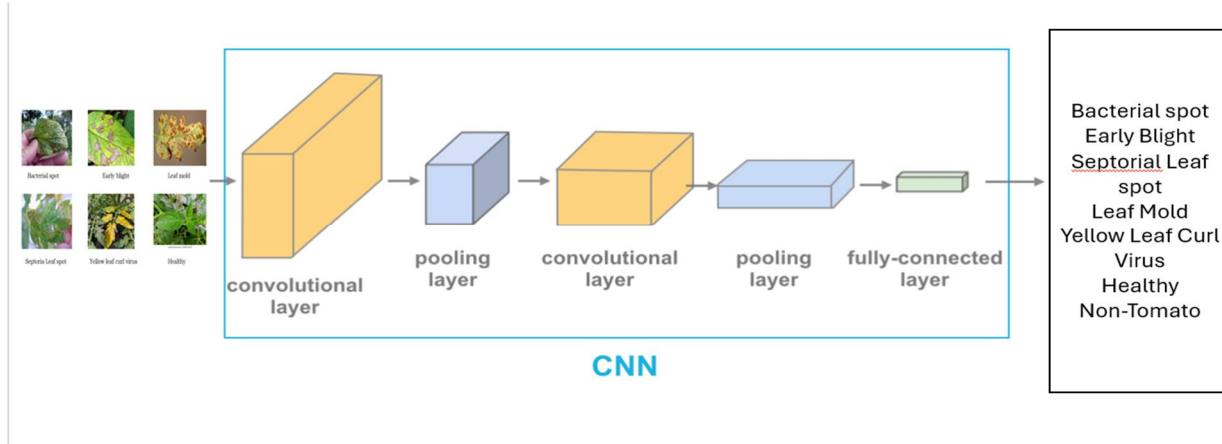 Bacterial spot
Early blight
Leaf mold
Septoria Leaf spot
Yellow leaf curl virus
Healthy
convolutional
layer
pooling
layer
convolutional
layer
pooling
layer
fully-connected
layer
CNN
Bacterial spot
Early Blight
Septorial Leaf
spot
Leaf Mold
Yellow Leaf Curl
Virus
Healthy
Non-Tomato